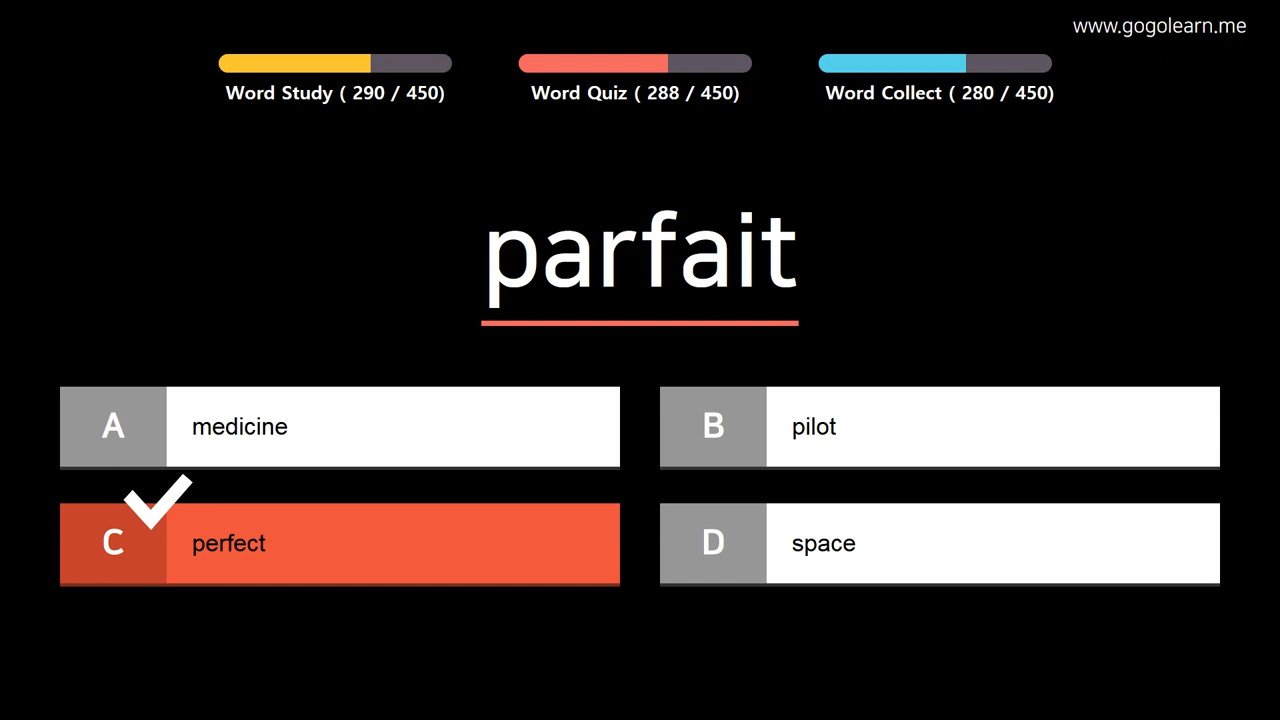 www.gogolearn.me
Word Study ( 290 / 450)
Word Quiz ( 288 / 450)
Word Collect ( 280 / 450)
parfait
A medicine
B pilot
C perfect
D space